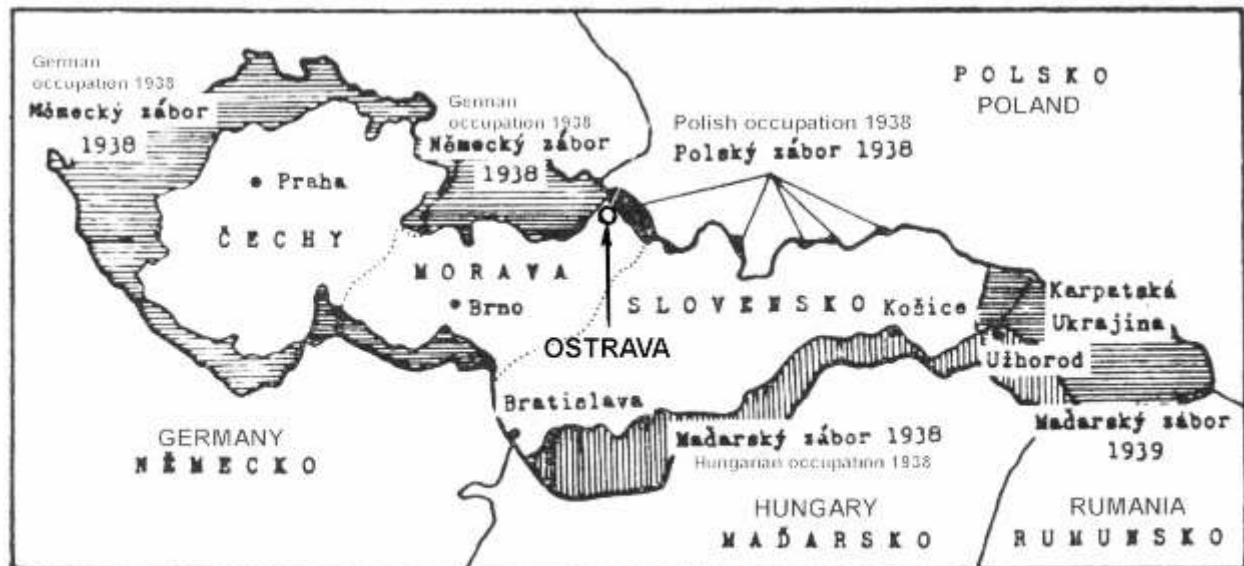 German
occupation 1938
Německý zábor
1938
German
occupation 1938
Německý zábor
1938
Polish occupation 1938
Polský zábor 1938
POLSKO
POLAND
Praha
ČECHY
MORAVA
Brno
OSTRAVA
SLOVENSKO
Košice
Karpatská
Ukrajina
Užhorod
Bratislava
Maďarský zábor 1938
Hungarian occupation 1938
Maďarský zábor
1939
GERMANY
NĚMECKO
HUNGARY
MAĎARSKO
RUMANIA
RUMUNSKO